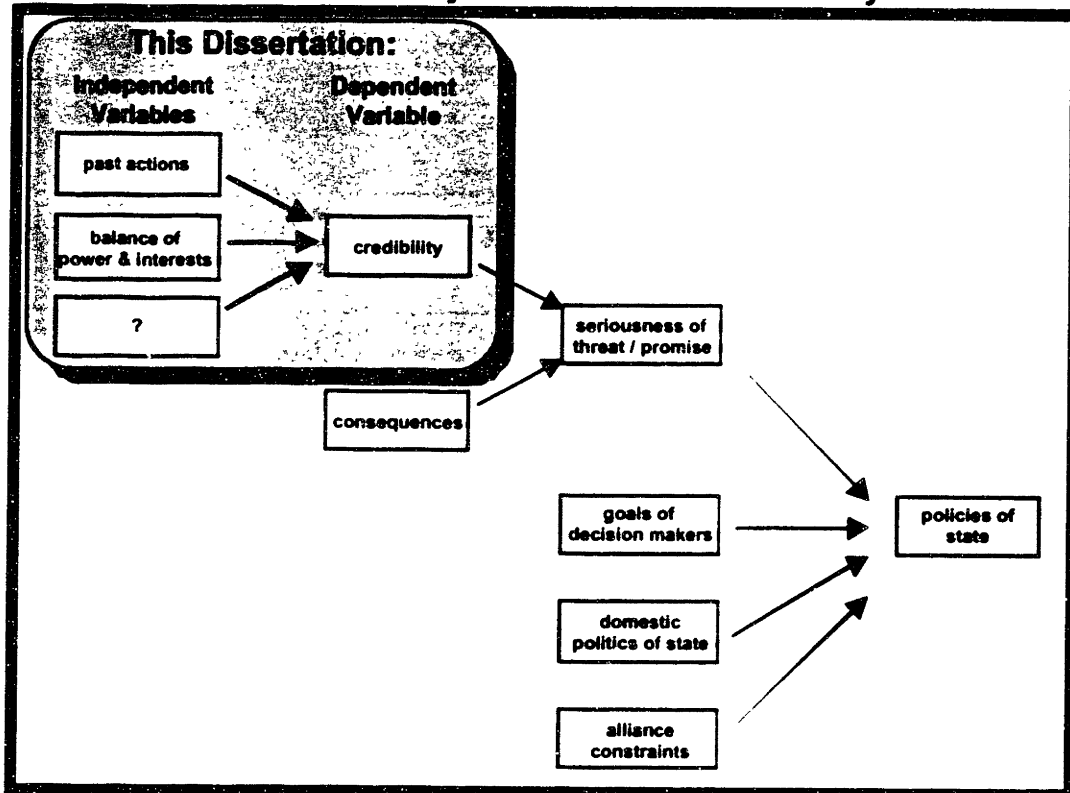 This Dissertation:
Independent
Variables
Dependent
Variable
past actions
balance of
power & interests
?
credibility
consequences
seriousness of
threat / promise
goals of
decision makers
domestic
politics of state
alliance
constraints
policies of
state